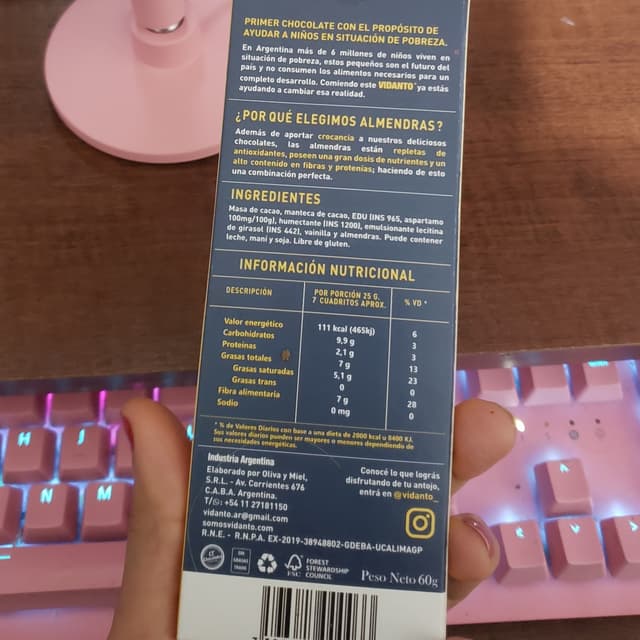 PRIMER CHOCOLATE CON EL PROPÓSITO DE
AYUDAR A NIÑOS EN SITUACIÓN DE POBREZA.
En Argentina más de 6 millones de niños viven en
situación de pobreza, estos pequeños son el futuro del
país y no consumen los alimentos necesarios para un
completo desarrollo. Comiendo este VIDANTO ya estás
ayudando a cambiar esa realidad.
¿POR QUÉ ELEGIMOS ALMENDRAS?
Además de aportar crocancia a nuestros deliciosos
chocolates, las almendras están repletas de
antioxidantes, poseen una gran dosis de nutrientes y un
alto contenido en fibras y protenías; haciendo de esto
una combinación perfecta.
INGREDIENTES
Masa de cacao, manteca de cacao, EDU (INS 965, aspartamo
100mg/100g), humectante (INS 1200), emulsionante lecitina
de girasol (INS 442), vainilla y almendras. Puede contener
leche, maní y soja. Libre de gluten.
INFORMACIÓN NUTRICIONAL
DESCRIPCIÓN POR PORCIÓN 25 G. % VD *
7 CUADRITOS APROX.
Valor energético 111 kcal (465kj) 6
Carbohidratos 9,9 g 3
Proteínas 2,1 g 3
Grasas totales 7 g 13
Grasas saturadas 5,1 g 23
Grasas trans 0 0
Fibra alimentaria 7 g 28
Sodio 0 mg 0
* % de Valores Diarios con base a una dieta de 2000 kcal u 8400 KJ.
Sus valores diarios pueden ser mayores o menores dependiendo de
sus necesidades energéticas.
Industria Argentina
Elaborado por Oliva y Miel,
S.R.L - Av. Corrientes 676
C.A.B.A. Argentina.
T/: +54 11 27181150
vidanto.ar@gmail.com
somosvidanto.com
R.N.E. - R.N.P.A. EX-2019-38948802-GDEBA-UCALIMAGP
Conocé lo que lográs
disfrutando de tu antojo,
entrá en @vidanto_
SIN
GRASAS
TRANS
FSC
FOREST
STEWARDSHIP
COUNCIL
Peso Neto 60g
H
J
N
M